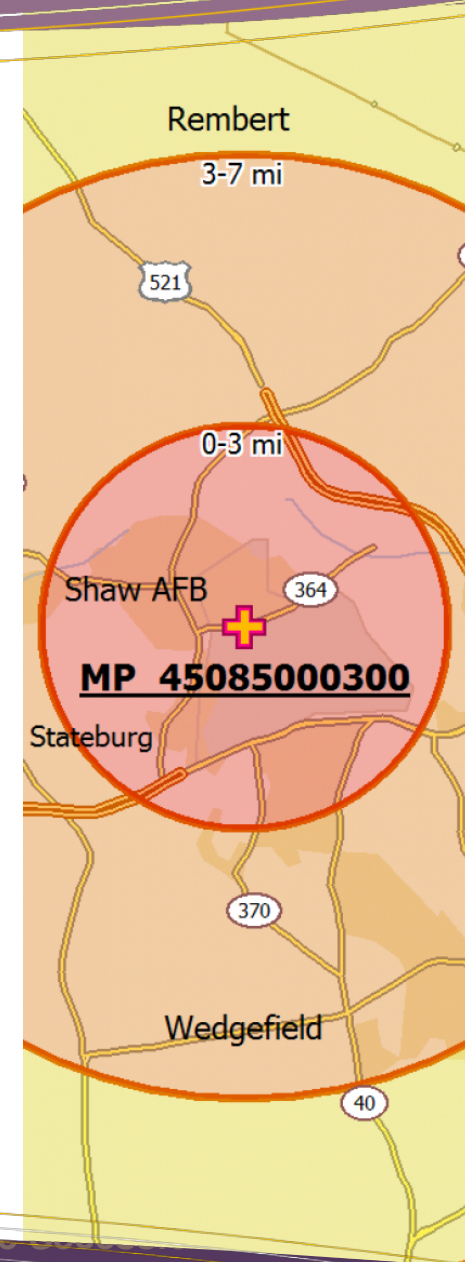 Rembert
3-7 mi
521
0-3 mi
Shaw AFB
364
MP 45085000300
Stateburg
370
Wedgefield
40